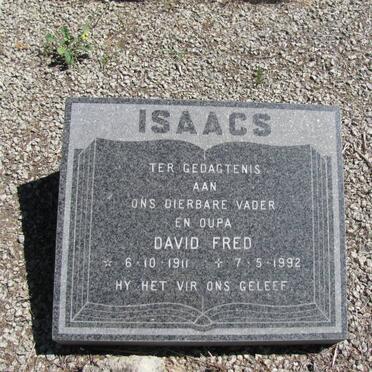 ISAACS
TER GEDAGTENIS
AAN
ONS DIERBARE VADER
EN OUPA
DAVID FRED
☆ 6·10·1911 ✢ 7·5·1992
HY HET VIR ONS GELEEF